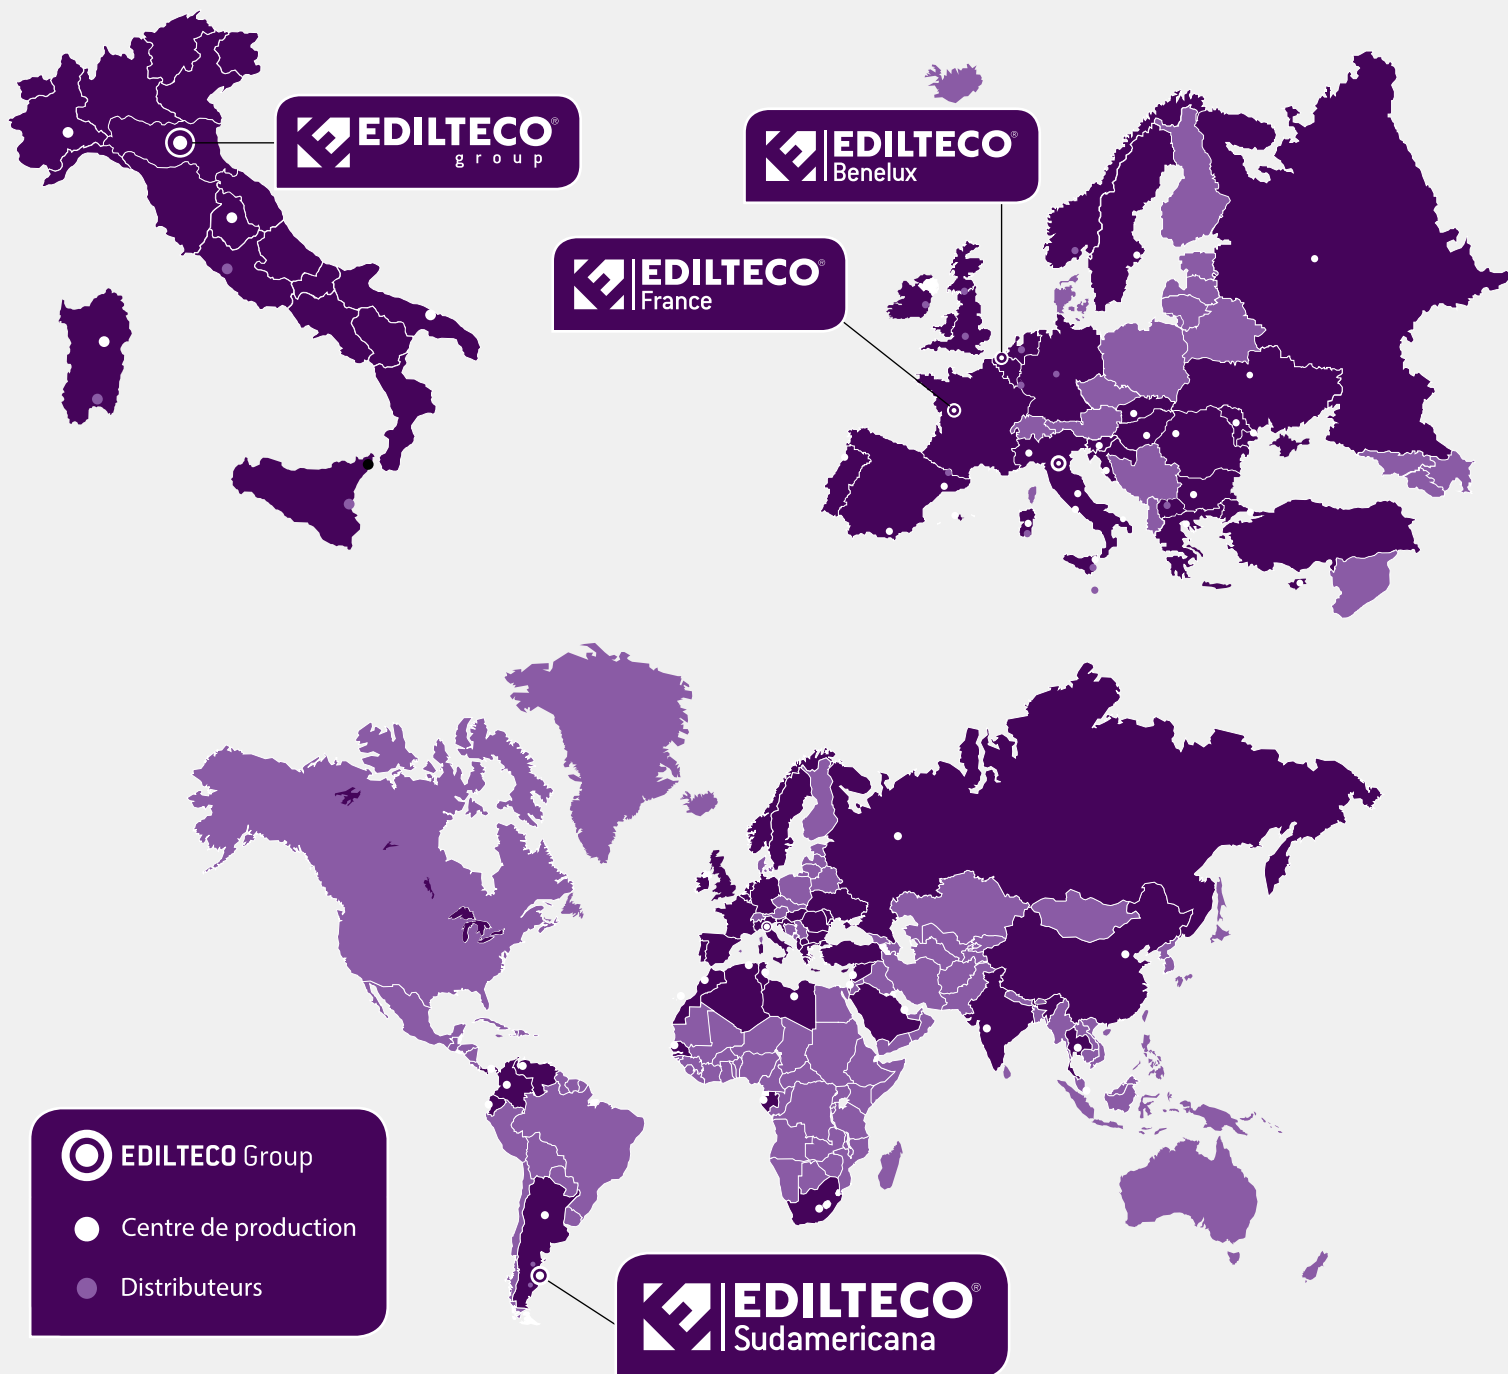 EDILTECO®
group
EDILTECO®
Benelux
EDILTECO®
France
EDILTECO Group
Centre de production
Distributeurs
EDILTECO®
Sudamericana